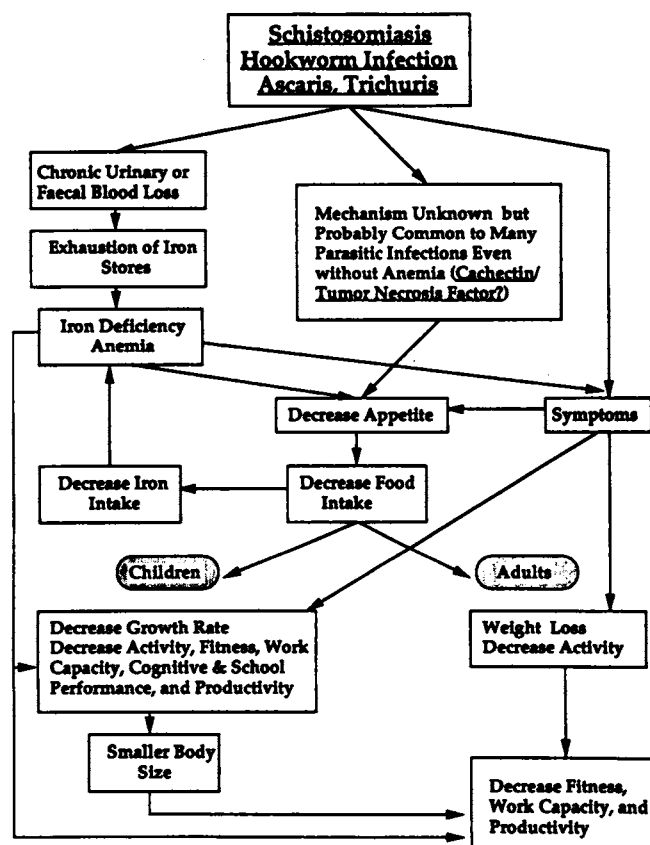 Schistosomiasis
Hookworm Infection
Ascaris, Trichuris
Chronic Urinary or
Faecal Blood Loss
Mechanism Unknown but
Probably Common to Many
Parasitic Infections Even
without Anemia (Cachectin/
Tumor Necrosis Factor?)
Exhaustion of Iron
Stores
Iron Deficiency
Anemia
Decrease Appetite
Symptoms
Decrease Iron
Intake
Decrease Food
Intake
Children
Adults
Decrease Growth Rate
Decrease Activity, Fitness, Work
Capacity, Cognitive & School
Performance, and Productivity
Weight Loss
Decrease Activity
Smaller Body
Size
Decrease Fitness,
Work Capacity, and
Productivity